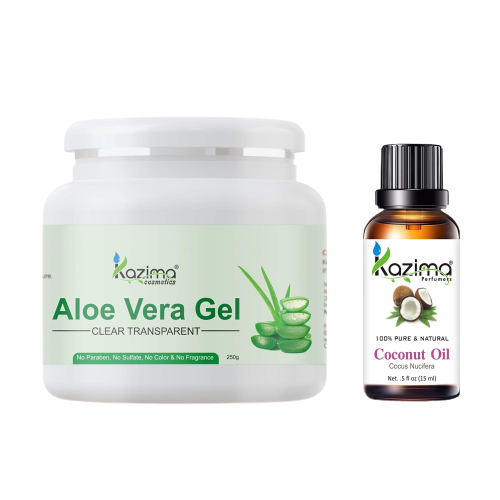 Kazima®
cosmetics
Aloe Vera Gel
CLEAR TRANSPARENT
No Paraben, No Sulfate, No Color & No Fragrance
250g
Kazima®
Perfumers
100% PURE & NATURAL
Coconut Oil
Cocus Nucifera
Net. .5 fl oz (15 ml)